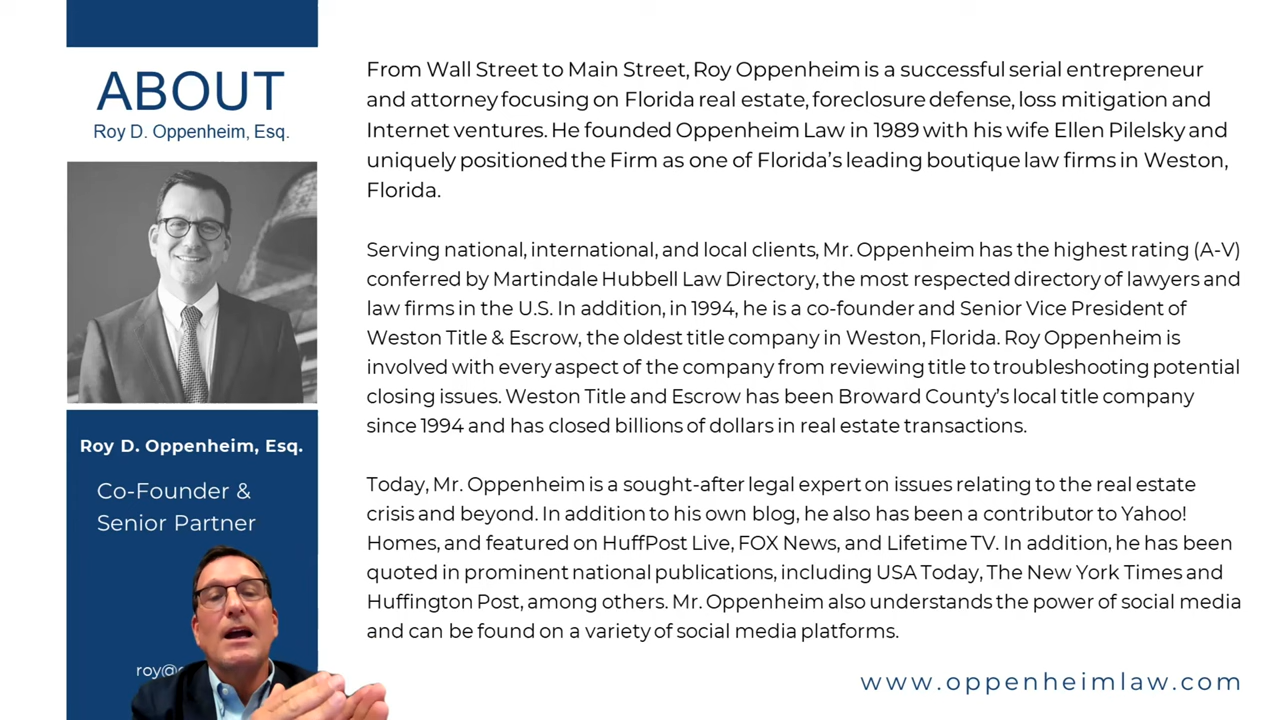 ABOUT
Roy D. Oppenheim, Esq.
Roy D. Oppenheim, Esq.
Co-Founder &
Senior Partner
From Wall Street to Main Street, Roy Oppenheim is a successful serial entrepreneur
and attorney focusing on Florida real estate, foreclosure defense, loss mitigation and
Internet ventures. He founded Oppenheim Law in 1989 with his wife Ellen Pilelsky and
uniquely positioned the Firm as one of Florida's leading boutique law firms in Weston,
Florida.
Serving national, international, and local clients, Mr. Oppenheim has the highest rating (A-V)
conferred by Martindale Hubbell Law Directory, the most respected directory of lawyers and
law firms in the U.S. In addition, in 1994, he is a co-founder and Senior Vice President of
Weston Title & Escrow, the oldest title company in Weston, Florida. Roy Oppenheim is
involved with every aspect of the company from reviewing title to troubleshooting potential
closing issues. Weston Title and Escrow has been Broward County's local title company
since 1994 and has closed billions of dollars in real estate transactions.
Today, Mr. Oppenheim is a sought-after legal expert on issues relating to the real estate
crisis and beyond. In addition to his own blog, he also has been a contributor to Yahoo!
Homes, and featured on HuffPost Live, FOX News, and Lifetime TV. In addition, he has been
quoted in prominent national publications, including USA Today, The New York Times and
Huffington Post, among others. Mr. Oppenheim also understands the power of social media
and can be found on a variety of social media platforms.
www.oppenheimlaw.com